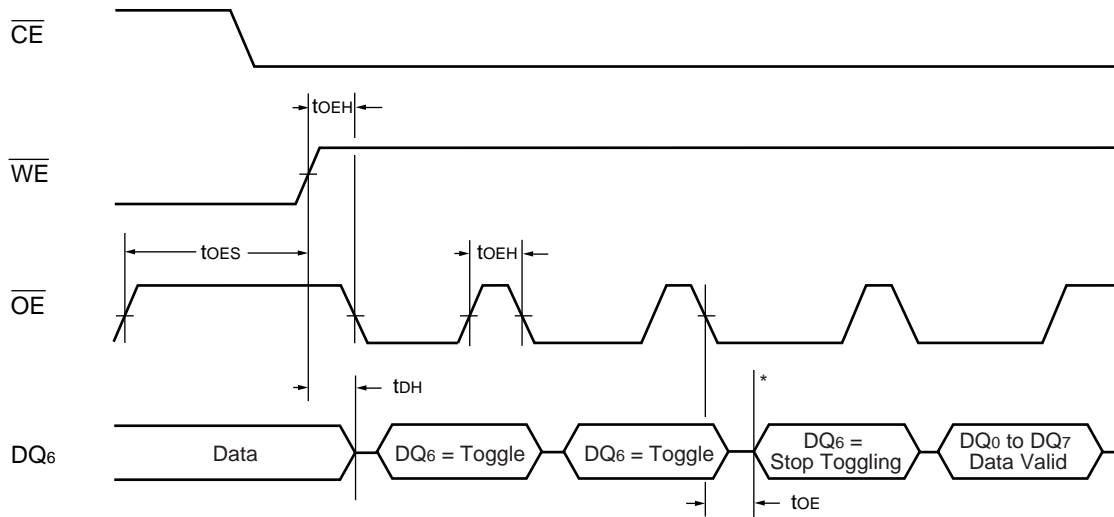 CE
tOEH
WE
tOES
tOEH
OE
tDH
*
DQ6
Data
DQ6 = Toggle
DQ6 = Toggle
DQ6 =
Stop Toggling
DQ0 to DQ7
Data Valid
tOE